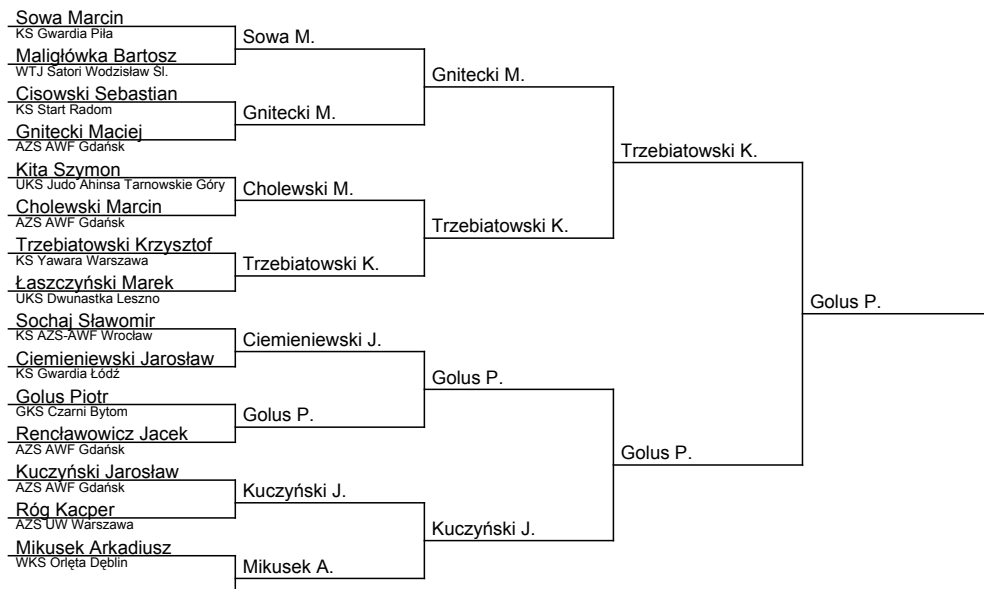 Sowa Marcin
KS Gwardia Piła
Sowa M.
Maligłówka Bartosz
WTJ Satori Wodzisław Śl.
Gnitecki M.
Cisowski Sebastian
KS Start Radom
Gnitecki M.
Gnitecki Maciej
AZS AWF Gdańsk
Trzebiatowski K.
Kita Szymon
UKS Judo Ahinsa Tarnowskie Góry
Cholewski M.
Cholewski Marcin
AZS AWF Gdańsk
Trzebiatowski K.
Trzebiatowski Krzysztof
KS Yawara Warszawa
Trzebiatowski K.
Łaszczyński Marek
UKS Dwunastka Leszno
Golus P.
Sochaj Sławomir
KS AZS-AWF Wrocław
Ciemieniewski J.
Ciemieniewski Jarosław
KS Gwardia Łódź
Golus P.
Golus Piotr
GKS Czarni Bytom
Golus P.
Rencławowicz Jacek
AZS AWF Gdańsk
Golus P.
Kuczyński Jarosław
AZS AWF Gdańsk
Kuczyński J.
Róg Kacper
AZS UW Warszawa
Kuczyński J.
Mikusek Arkadiusz
WKS Orlęta Dęblin
Mikusek A.